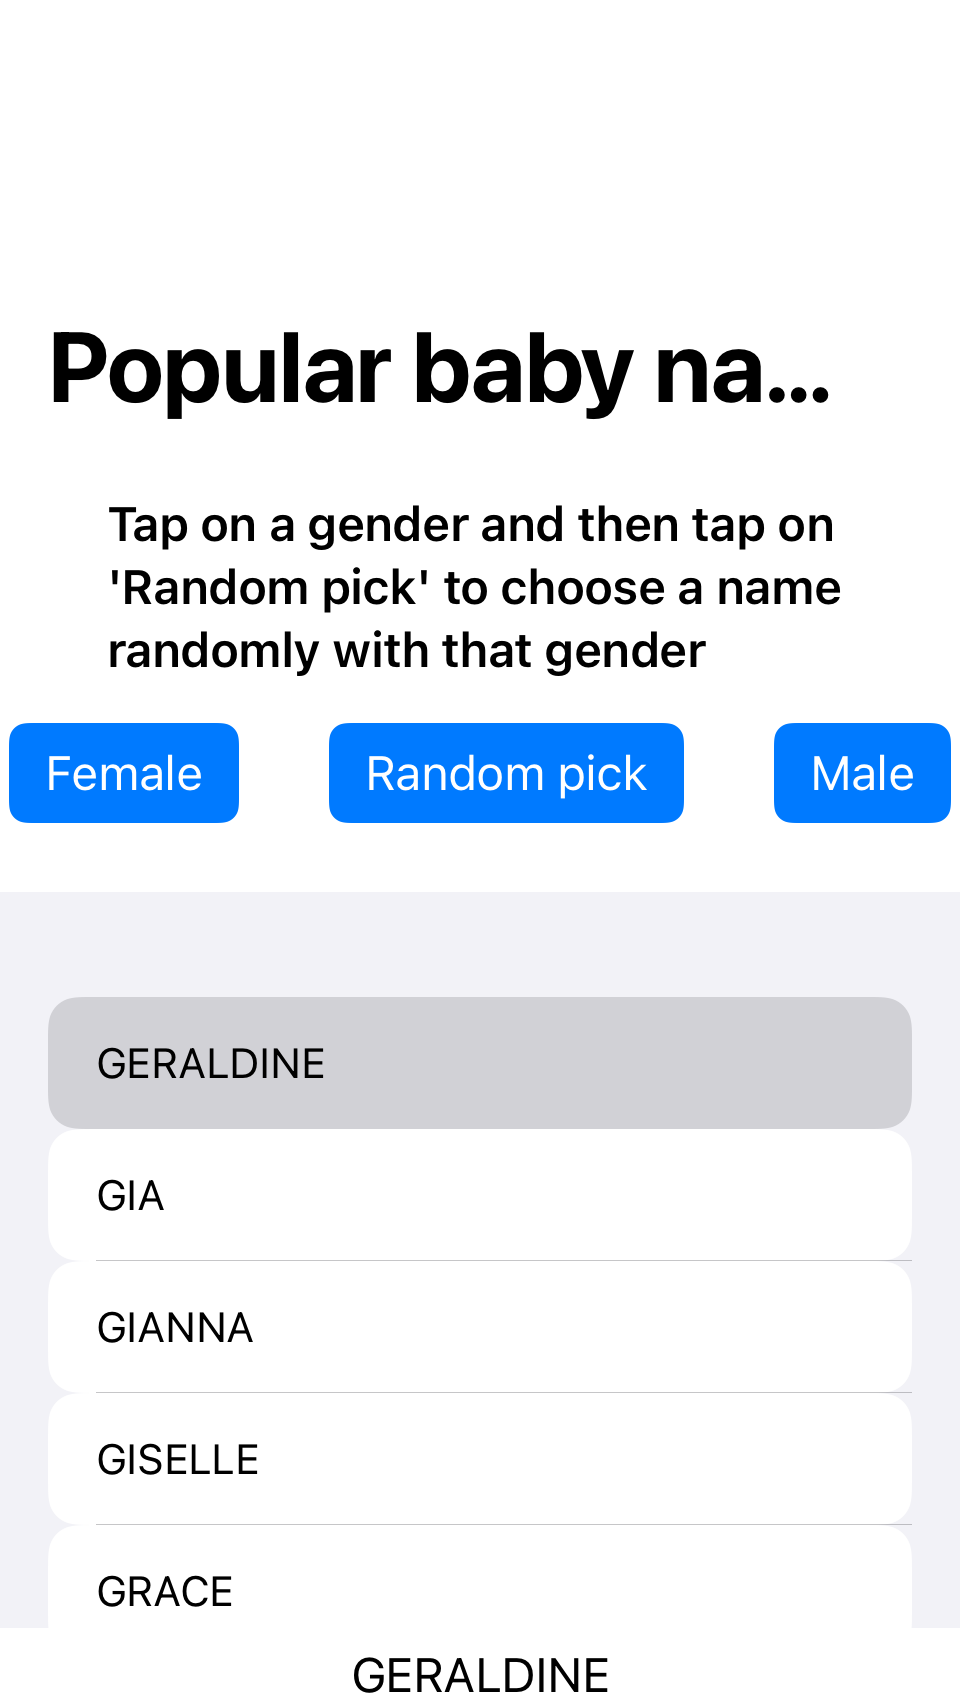 Popular baby na...
Tap on a gender and then tap on
'Random pick' to choose a name
randomly with that gender
Female Random pick Male
GERALDINE
GIA
GIANNA
GISELLE
GRACE
GERALDINE